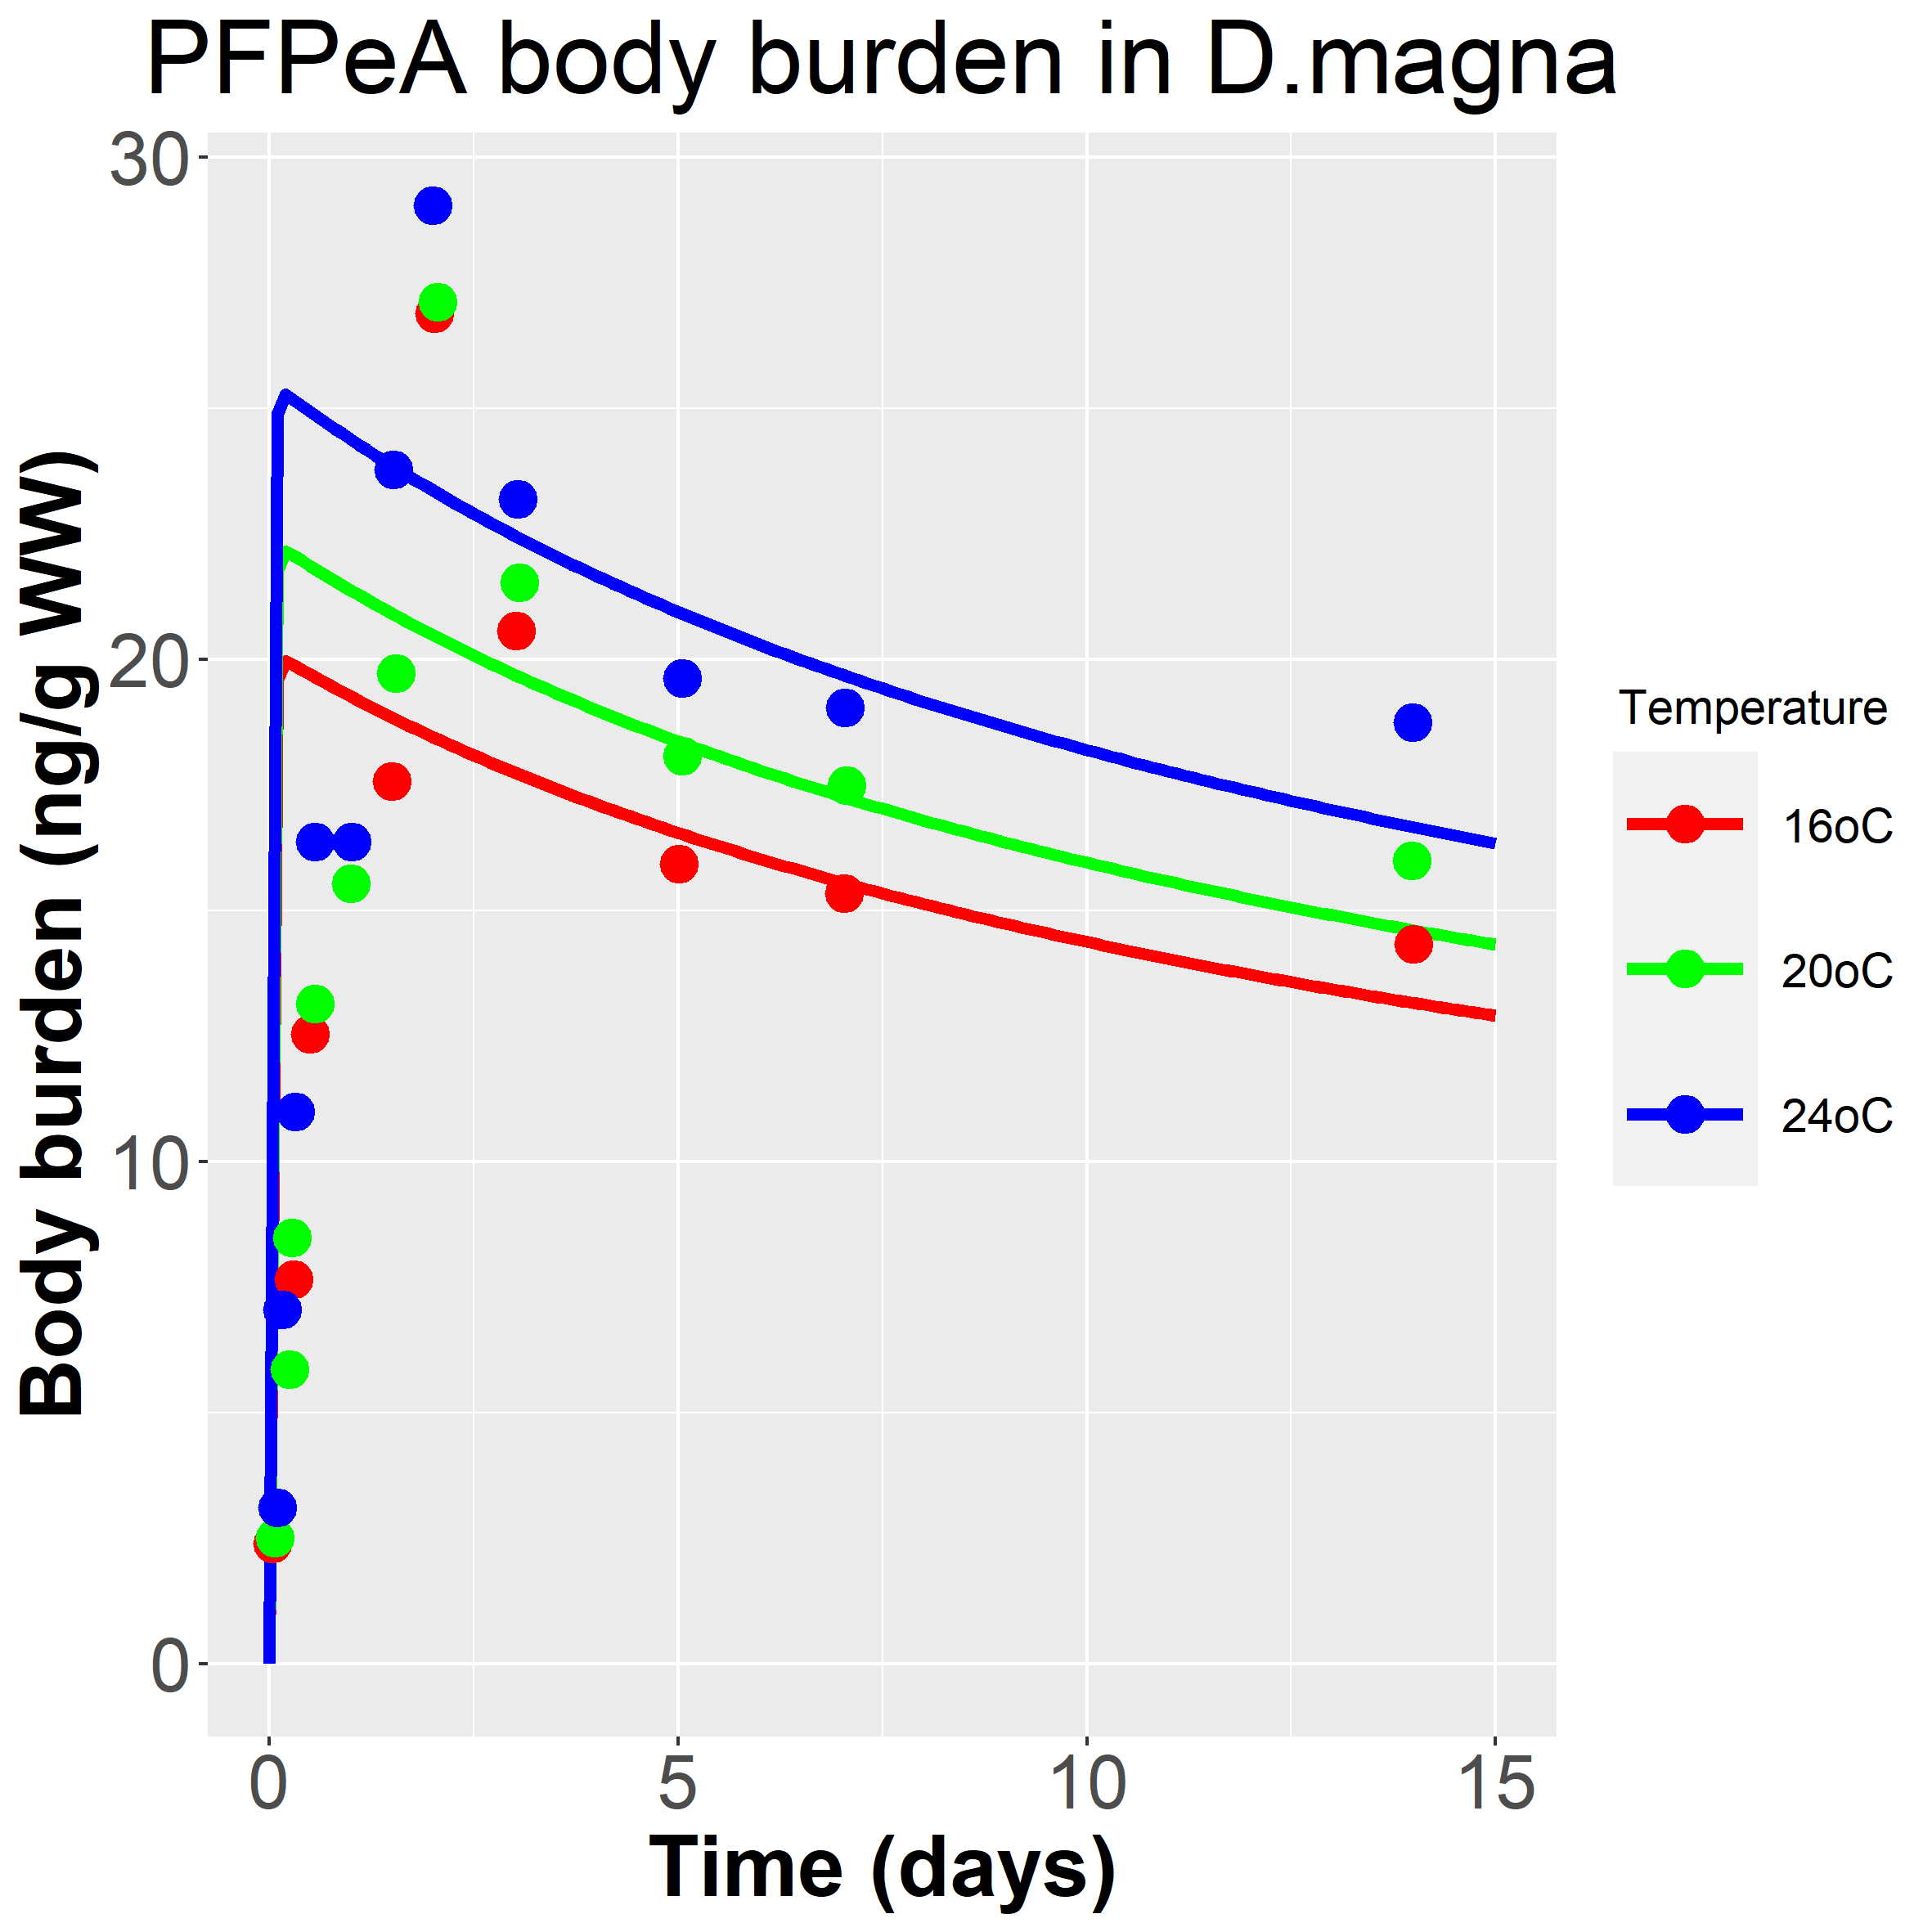 PFPeA body burden in D.magna
Body burden (ng/g WW)
30
20
10
0
0 5 10 15
Time (days)
Temperature
16oC
20oC
24oC